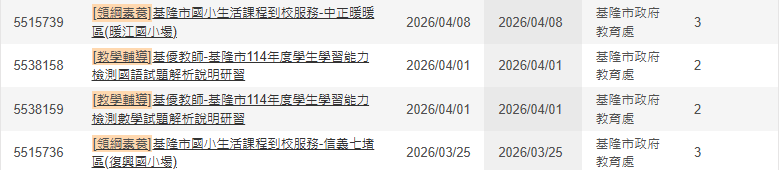 5515739 [領綱素養]基隆市國小生活課程到校服務-中正暖暖 2026/04/08 2026/04/08 基隆市政府 3
區(暖江國小場) 教育處
5538158 [教學輔導]基優教師-基隆市114年度學生學習能力 2026/04/01 2026/04/01 基隆市政府 2
檢測國語試題解析說明研習 教育處
5538159 [教學輔導]基優教師-基隆市114年度學生學習能力 2026/04/01 2026/04/01 基隆市政府 2
檢測數學試題解析說明研習 教育處
5515736 [領綱素養]基隆市國小生活課程到校服務-信義七堵 2026/03/25 2026/03/25 基隆市政府 3
區(復興國小場) 教育處